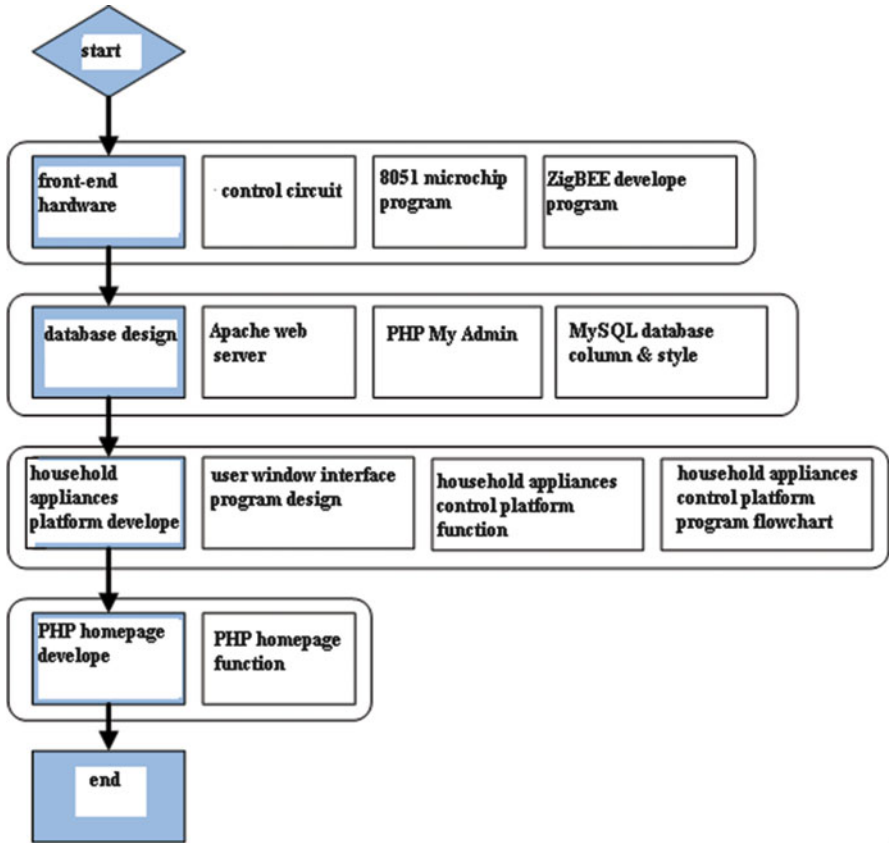 start
front-end
hardware
control circuit
8051 microchip
program
ZigBEE develope
program
database design
Apache web
server
PHP My Admin
MySQL database
column & style
household
appliances
platform develope
user window interface
program design
household appliances
control platform
function
household appliances
control platform
program flowchart
PHP homepage
develope
PHP homepage
function
end